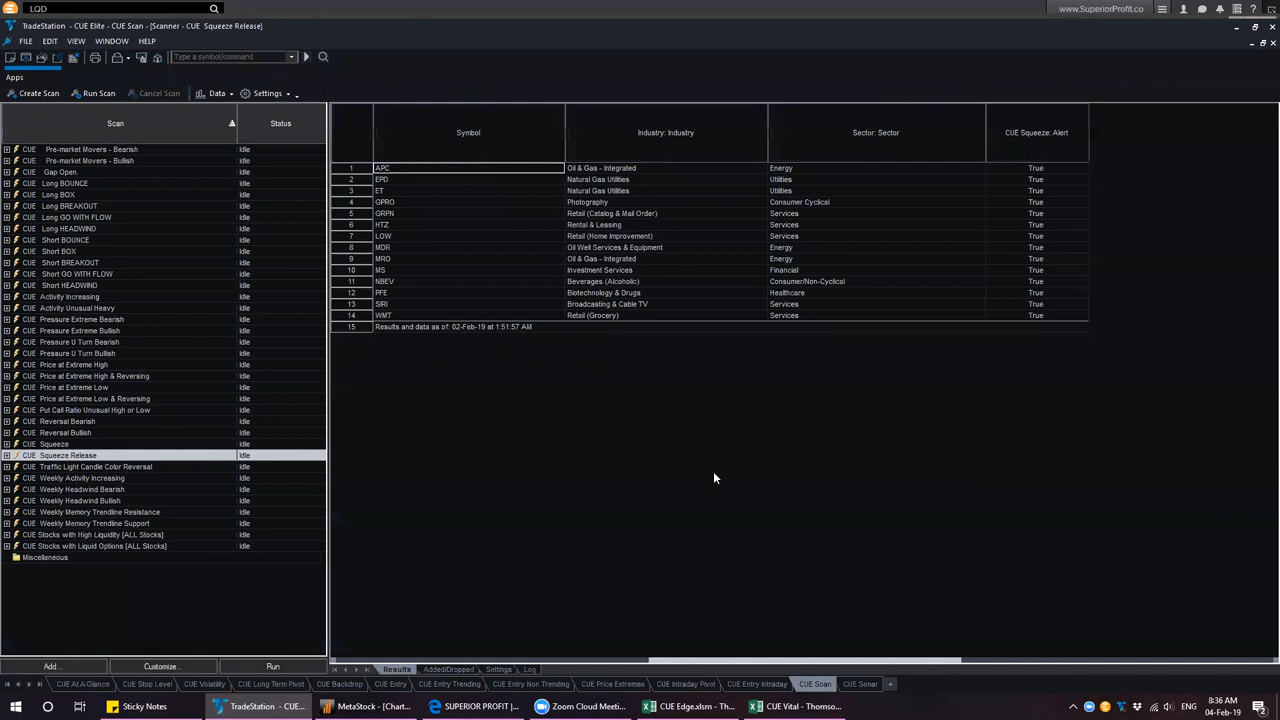 LQD
www.SuperiorProfit.co
TradeStation - CUE Elite - CUE Scan - [Scanner - CUE Squeeze Release]
FILE EDIT VIEW WINDOW HELP
Type a symbol/command
Apps
Create Scan Run Scan Cancel Scan Data Settings
Scan Status
Symbol Industry: Industry Sector: Sector CUE Squeeze: Alert
CUE Pre-market Movers - Bearish Idle
CUE Pre-market Movers - Bullish Idle
CUE Gap Open Idle
CUE Long BOUNCE Idle
CUE Long BOX Idle
CUE Long BREAKOUT Idle
CUE Long GO WITH FLOW Idle
CUE Long HEADWIND Idle
CUE Short BOUNCE Idle
CUE Short BOX Idle
CUE Short BREAKOUT Idle
CUE Short GO WITH FLOW Idle
CUE Short HEADWIND Idle
CUE Activity Increasing Idle
CUE Activity Unusual Heavy Idle
CUE Pressure Extreme Bearish Idle
CUE Pressure Extreme Bullish Idle
CUE Pressure U Turn Bearish Idle
CUE Pressure U Turn Bullish Idle
CUE Price at Extreme High Idle
CUE Price at Extreme High & Reversing Idle
CUE Price at Extreme Low Idle
CUE Price at Extreme Low & Reversing Idle
CUE Put Call Ratio Unusual High or Low Idle
CUE Reversal Bearish Idle
CUE Reversal Bullish Idle
CUE Squeeze Idle
CUE Squeeze Release Idle
CUE Traffic Light Candle Color Reversal Idle
CUE Weekly Activity Increasing Idle
CUE Weekly Headwind Bearish Idle
CUE Weekly Headwind Bullish Idle
CUE Weekly Memory Trendline Resistance Idle
CUE Weekly Memory Trendline Support Idle
CUE Stocks with High Liquidity [ALL Stocks] Idle
CUE Stocks with Liquid Options [ALL Stocks] Idle
Miscellaneous
1 APC Oil & Gas - Integrated Energy True
2 EPD Natural Gas Utilities Utilities True
3 ET Natural Gas Utilities Utilities True
4 GPRO Photography Consumer Cyclical True
5 GRPN Retail (Catalog & Mail Order) Services True
6 HTZ Rental & Leasing Services True
7 LOW Retail (Home Improvement) Services True
8 MDR Oil Well Services & Equipment Energy True
9 MRO Oil & Gas - Integrated Energy True
10 MS Investment Services Financial True
11 NBEV Beverages (Alcoholic) Consumer/Non-Cyclical True
12 PFE Biotechnology & Drugs Healthcare True
13 SIRI Broadcasting & Cable TV Services True
14 WMT Retail (Grocery) Services True
15 Results and data as of: 02-Feb-19 at 1:51:57 AM
Add... Customize... Run
Results Added/Dropped Settings Log
CUE At A Glance CUE Stop Level CUE Volatility CUE Long Term Pivot CUE Backdrop CUE Entry CUE Entry Trending CUE Entry Non Trending CUE Price Extremes CUE Intraday Pivot CUE Entry Intraday CUE Scan CUE Sonar +
Sticky Notes TradeStation - CUE... MetaStock - [Chart... SUPERIOR PROFIT |... Zoom Cloud Meetin... CUE Edge.xlsm - Th... CUE Vital - Thomso...
8:36 AM
04-Feb-19